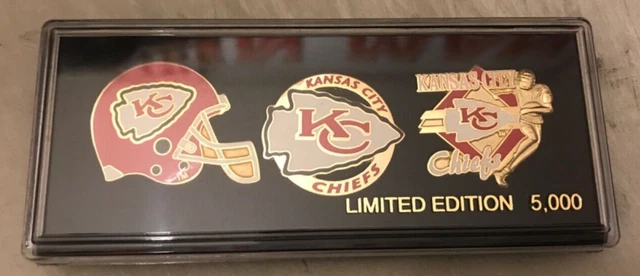 KC
KANSAS CITY
KC
CHIEFS
KANSAS CITY
KC
Chiefs
LIMITED EDITION 5,000